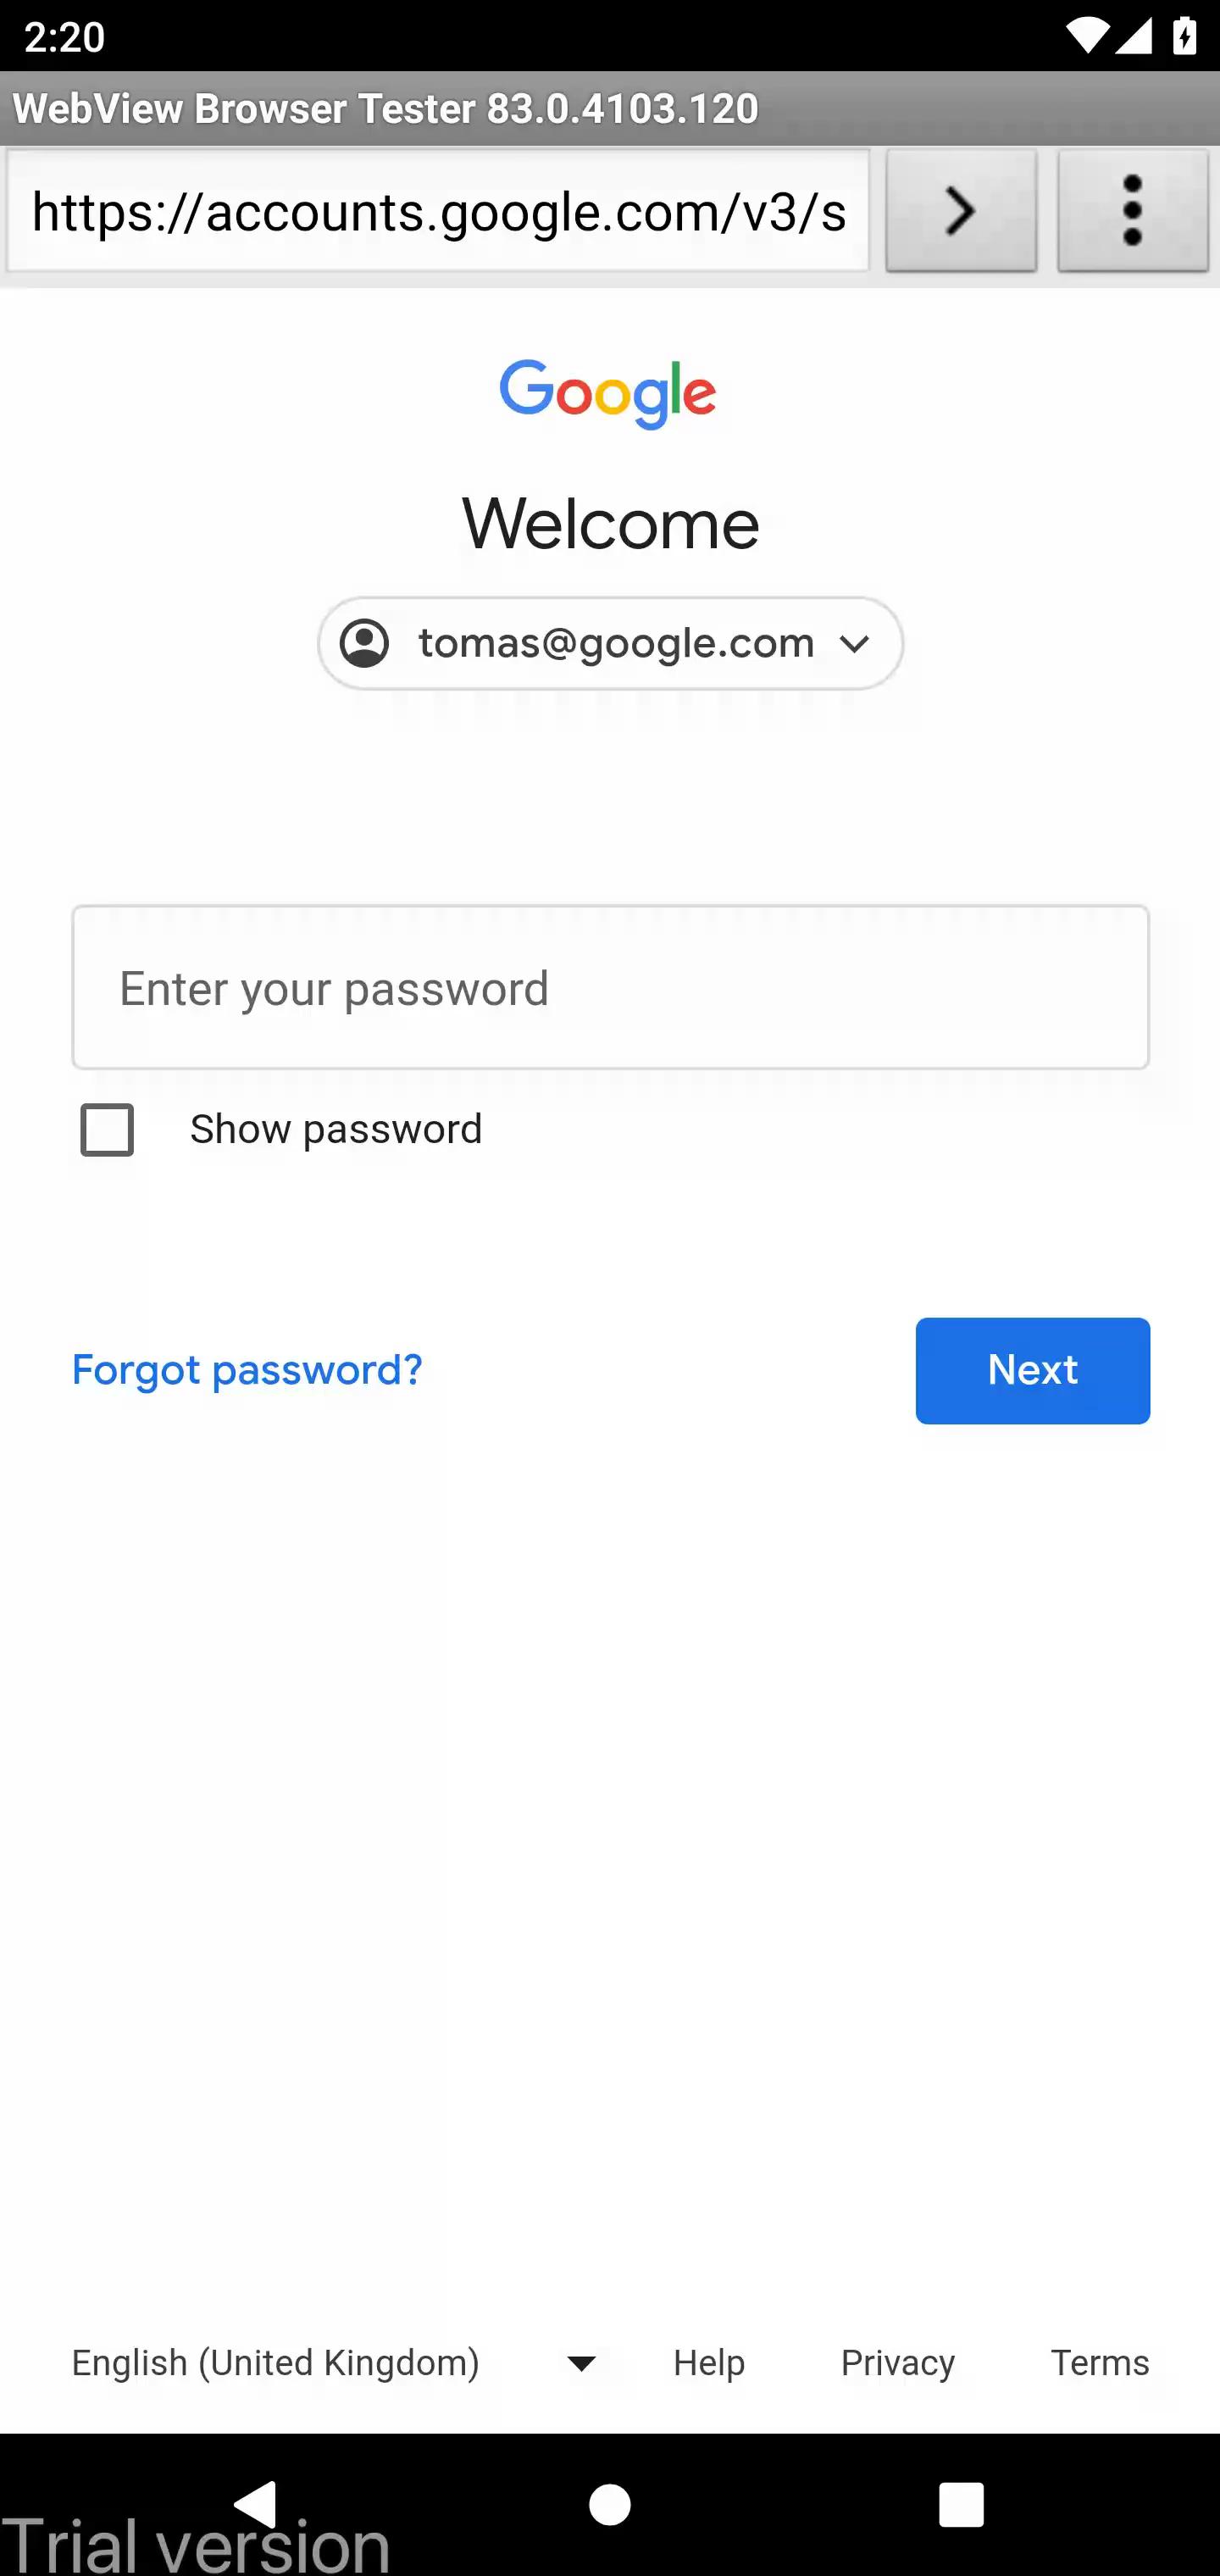 2:20
WebView Browser Tester 83.0.4103.120
https://accounts.google.com/v3/s
Google
Welcome
tomas@google.com
Enter your password
Show password
Forgot password?
Next
English (United Kingdom)
Help
Privacy
Terms
Trial version